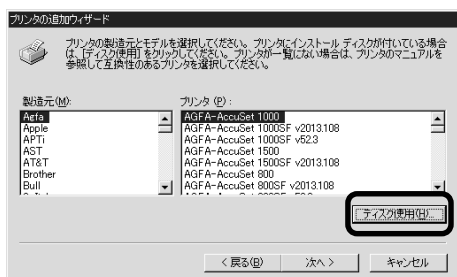 プリンタの追加ウィザード
プリンタの製造元とモデルを選択してください。プリンタにインストール ディスクが付いている場合
は、[ディスク使用] をクリックしてください。プリンタが一覧にない場合は、プリンタのマニュアルを
参照して互換性のあるプリンタを選択してください。
製造元(M):
プリンタ (P) :
Agfa
AGFA-AccuSet 1000
Apple
AGFA-AccuSet 1000SF v2013.108
APTi
AGFA-AccuSet 1000SF v52.3
AST
AGFA-AccuSet 1500
AT&T
AGFA-AccuSet 1500SF v2013.108
Brother
AGFA-AccuSet 800
Bull
AGFA-AccuSet 800SF v2013.108
ディスク使用(H)...
< 戻る(B)
次へ >
キャンセル